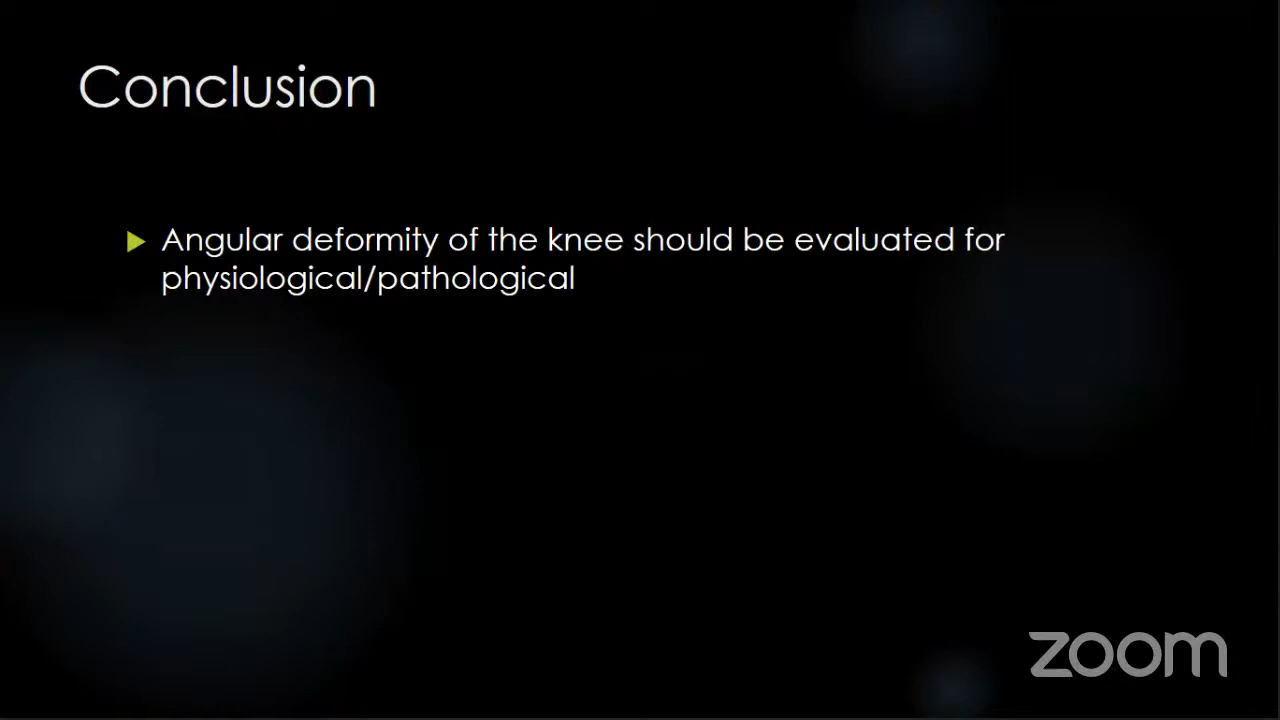 Conclusion
Angular deformity of the knee should be evaluated for
physiological/pathological
zoom